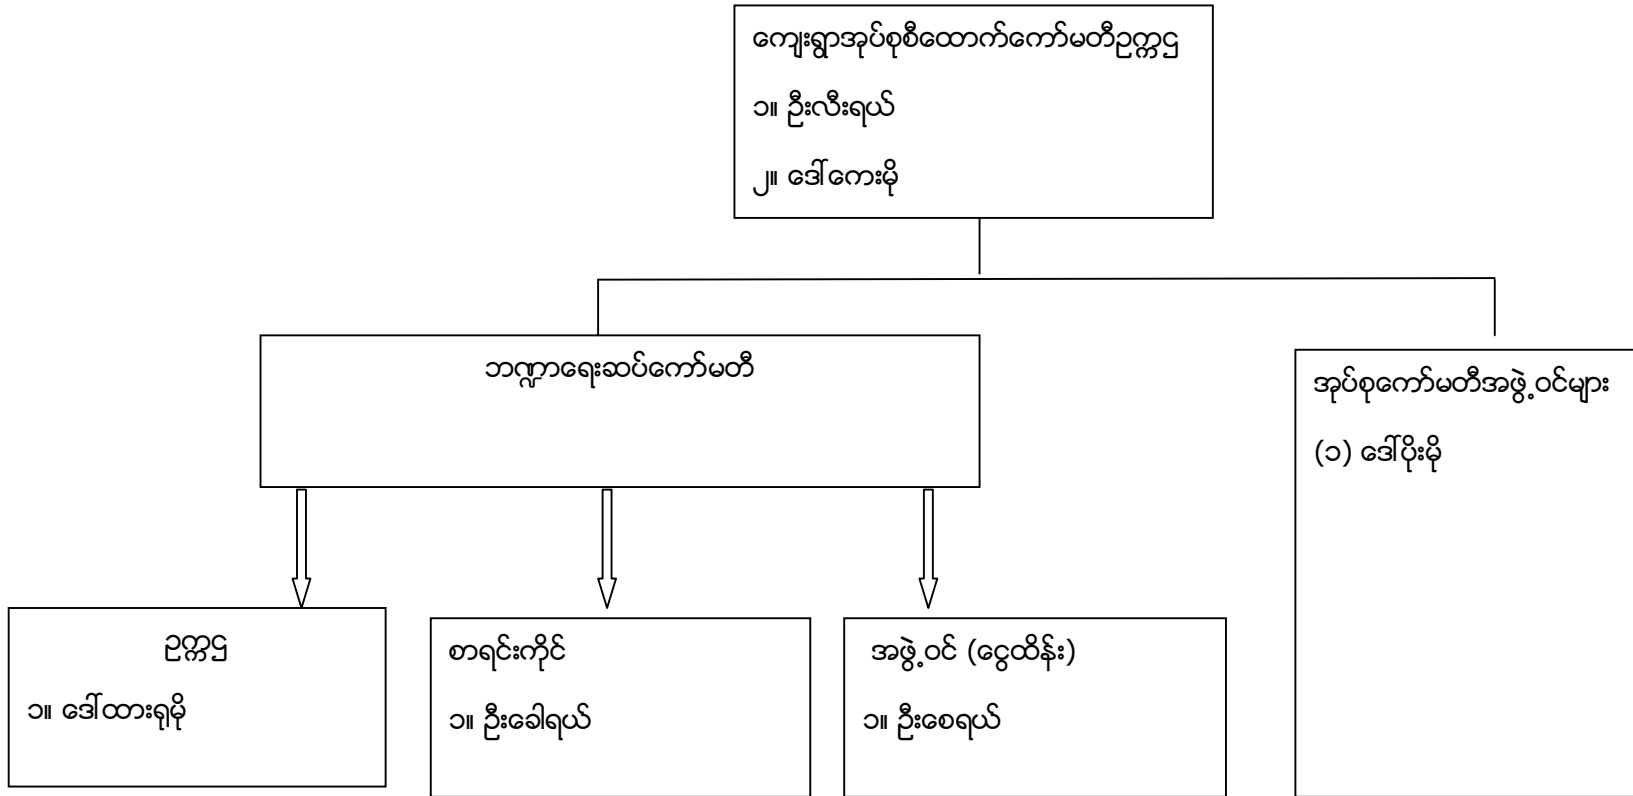 ကျေးရွာအုပ်စုစီထောက်ကော်မတီဥက္ကဌ
၁။ ဦးလီးရယ်
၂။ ဒေါ်ကေးမို
ဘဏ္ဍာရေးဆပ်ကော်မတီ
အုပ်စုကော်မတီအဖွဲ့ဝင်များ
(၁) ဒေါ်ပိုးမို
ဥက္ကဌ
၁။ ဒေါ်ထားရုမို
စာရင်းကိုင်
၁။ ဦးခေါရယ်
အဖွဲ့ဝင် (ငွေထိန်း)
၁။ ဦးစေရယ်